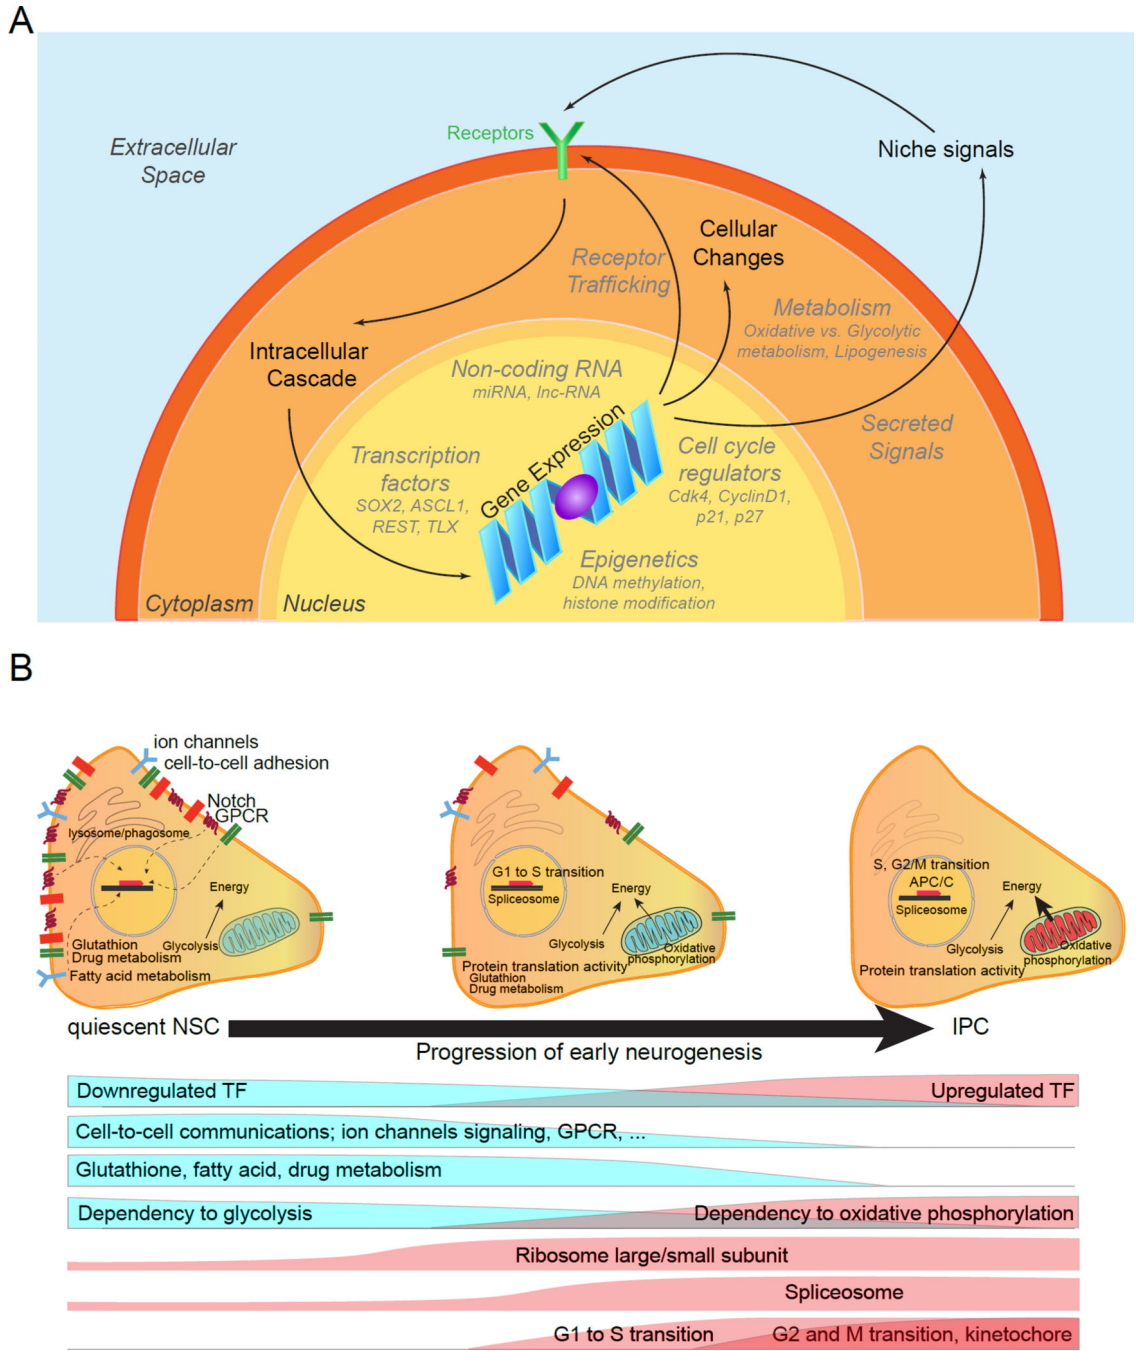 A
Extracellular
Space
Receptors
Niche signals
Cellular
Changes
Receptor
Trafficking
Metabolism
Oxidative vs. Glycolytic
metabolism, Lipogenesis
Intracellular
Cascade
Non-coding RNA
miRNA, lnc-RNA
Secreted
Signals
Transcription
factors
SOX2, ASCL1,
REST, TLX
Gene Expression
Cell cycle
regulators
Cdk4, CyclinD1,
p21, p27
Epigenetics
DNA methylation,
histone modification
Cytoplasm
Nucleus
B
ion channels
cell-to-cell adhesion
Notch
GPCR
lysosome/phagosome
Energy
Glycolysis
Glutathion
Drug metabolism
Fatty acid metabolism
G1 to S transition
Spliceosome
Energy
Glycolysis
Oxidative
phosphorylation
Protein translation activity
Glutathion
Drug metabolism
S, G2/M transition
APC/C
Spliceosome
Energy
Glycolysis
Oxidative
phosphorylation
Protein translation activity
quiescent NSC
IPC
Progression of early neurogenesis
Downregulated TF
Upregulated TF
Cell-to-cell communications; ion channels signaling, GPCR, ...
Glutathione, fatty acid, drug metabolism
Dependency to glycolysis
Dependency to oxidative phosphorylation
Ribosome large/small subunit
Spliceosome
G1 to S transition
G2 and M transition, kinetochore